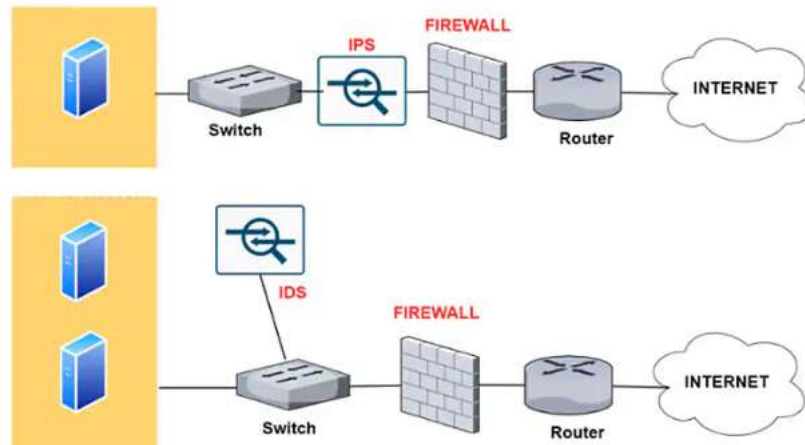 IPS
FIREWALL
INTERNET
Switch
Router
IDS
FIREWALL
INTERNET
Switch
Router